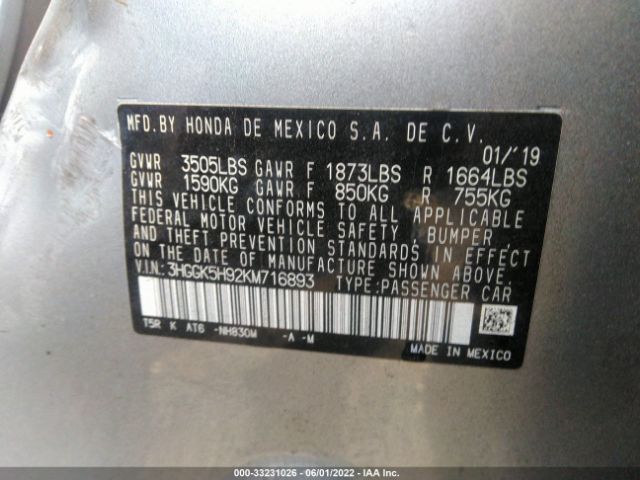 MFD.BY HONDA DE MEXICO S.A. DE C.V.
01/'19
GVWR 3505LBS GAWR F 1873LBS R 1664LBS
GVWR 1590KG GAWR F 850KG R 755KG
THIS VEHICLE CONFORMS TO ALL APPLICABLE
FEDERAL MOTOR VEHICLE SAFETY, BUMPER,
AND THEFT PREVENTION STANDARDS IN EFFECT
ON THE DATE OF MANUFACTURE SHOWN ABOVE.
V.I.N: 3HGGK5H92KM716893 TYPE:PASSENGER CAR
T5R K AT6 -NH830M -A -M
MADE IN MEXICO
000-33231026 - 06/01/2022 - IAA Inc.